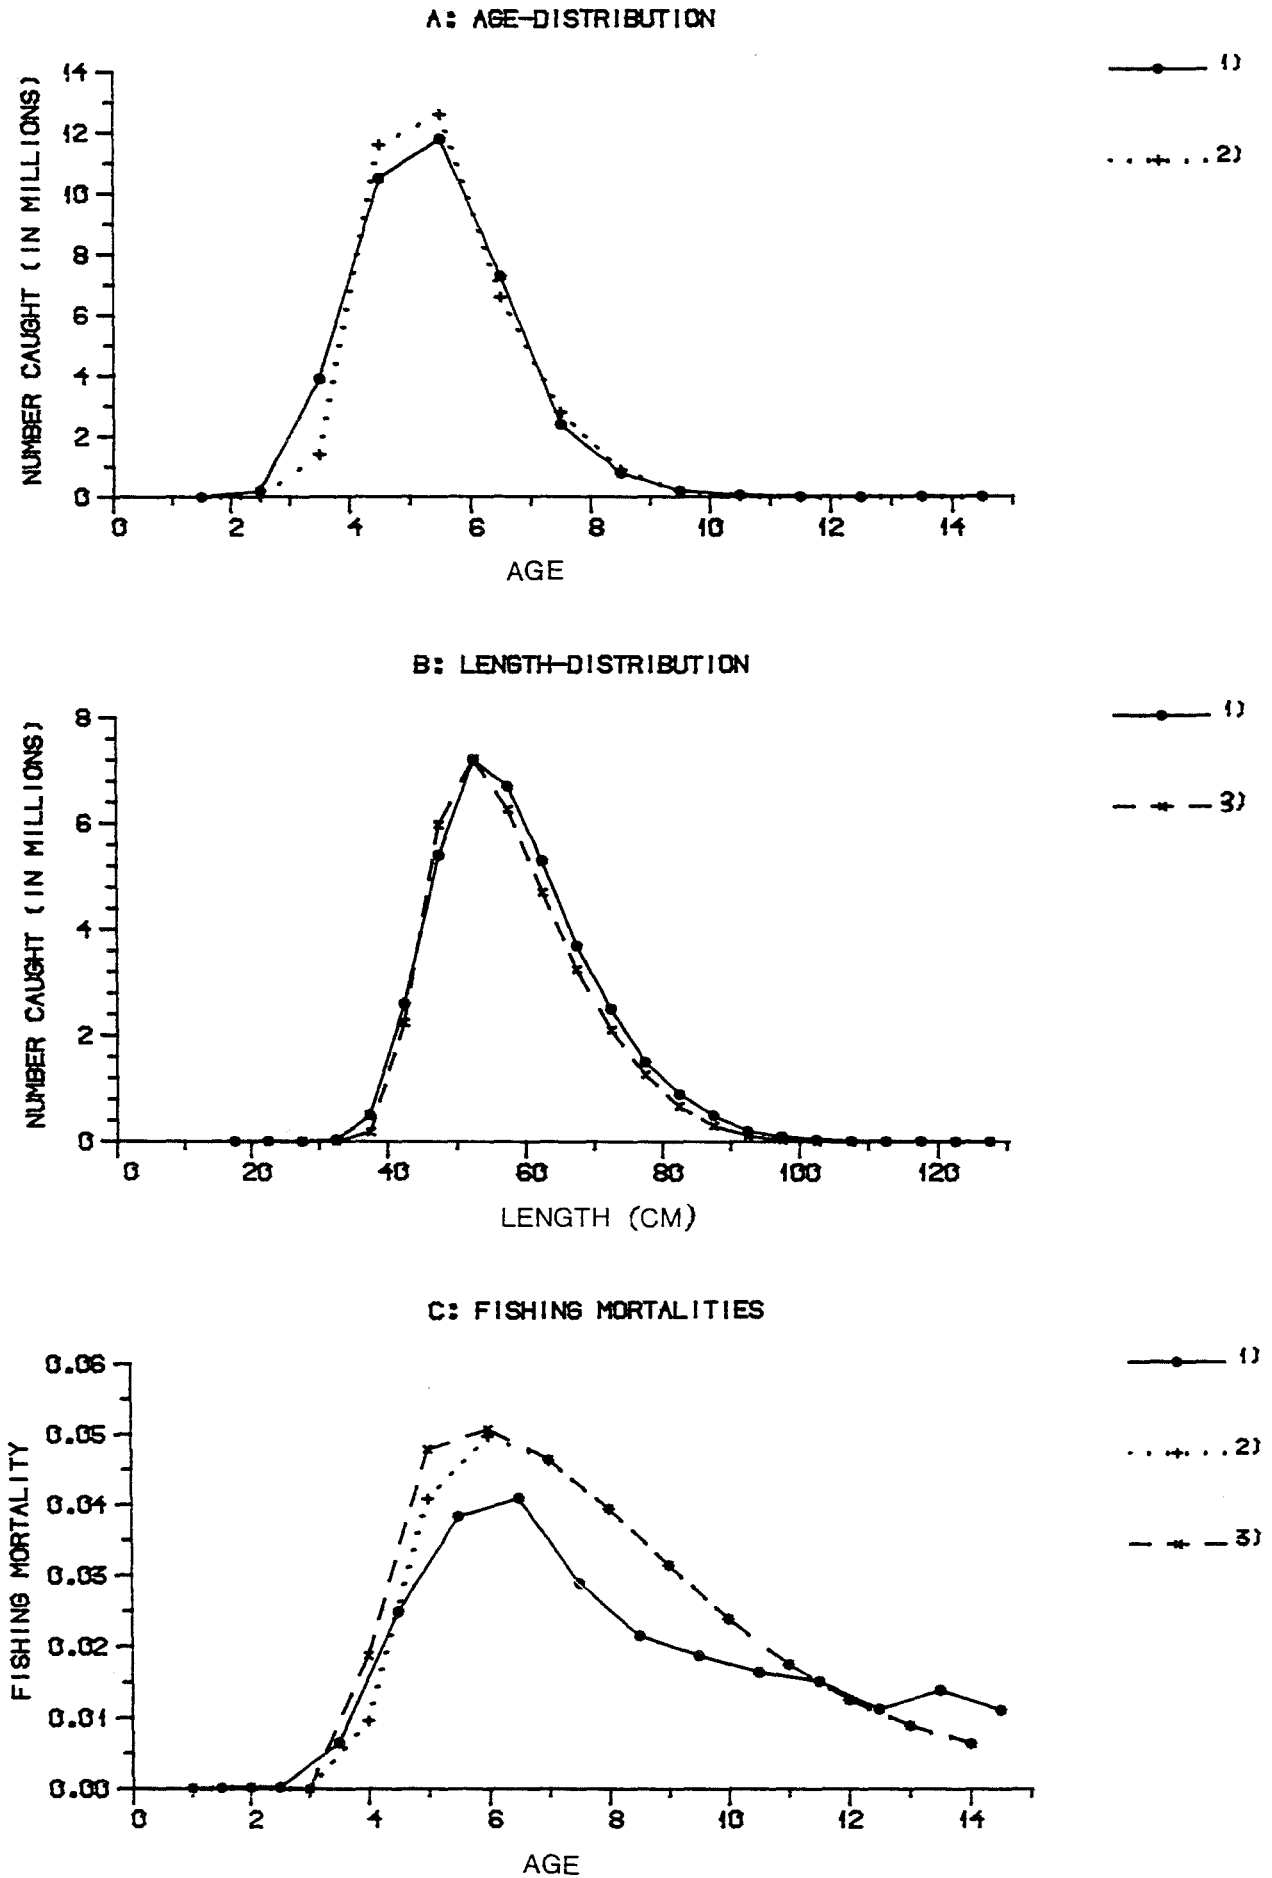 A: AGE-DISTRIBUTION
NUMBER CAUGHT (IN MILLIONS)
14
12
10
8
6
4
2
0
0 2 4 6 8 10 12 14
AGE
1)
2)
B: LENGTH-DISTRIBUTION
NUMBER CAUGHT (IN MILLIONS)
8
6
4
2
0
0 20 40 60 80 100 120
LENGTH (CM)
1)
3)
C: FISHING MORTALITIES
FISHING MORTALITY
0.06
0.05
0.04
0.03
0.02
0.01
0.00
0 2 4 6 8 10 12 14
AGE
1)
2)
3)